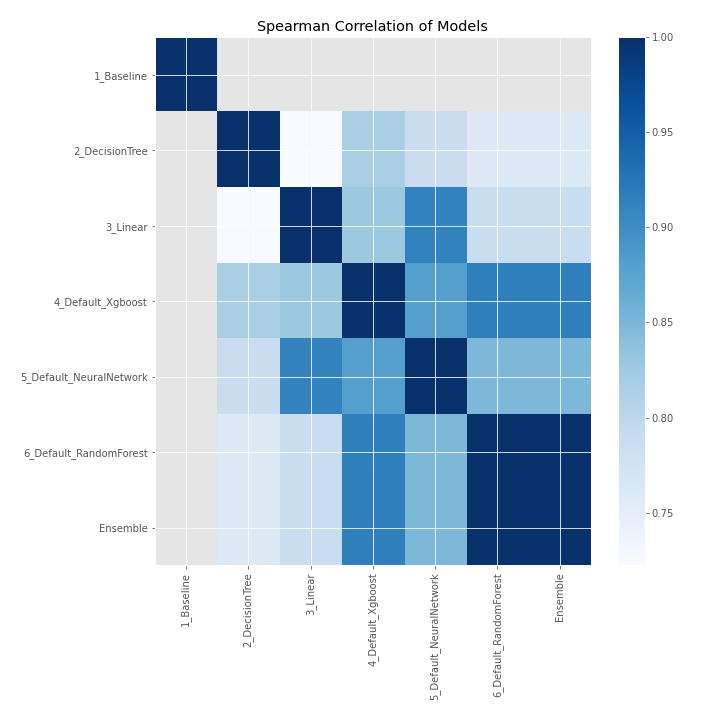 Spearman Correlation of Models
1_Baseline
2_DecisionTree
3_Linear
4_Default_Xgboost
5_Default_NeuralNetwork
6_Default_RandomForest
Ensemble
1_Baseline
2_DecisionTree
3_Linear
4_Default_Xgboost
5_Default_NeuralNetwork
6_Default_RandomForest
Ensemble
1.00
0.95
0.90
0.85
0.80
0.75